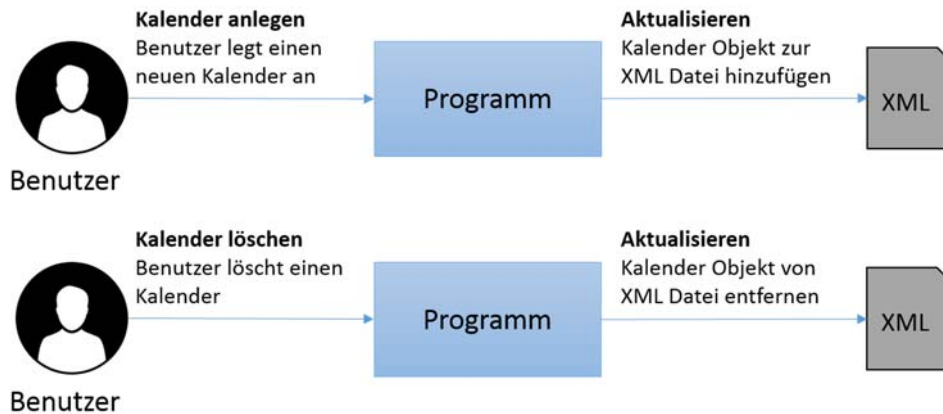 Kalender anlegen
Benutzer legt einen
neuen Kalender an
Aktualisieren
Kalender Objekt zur
XML Datei hinzufügen
Programm
XML
Benutzer
Kalender löschen
Benutzer löscht einen
Kalender
Aktualisieren
Kalender Objekt von
XML Datei entfernen
Programm
XML
Benutzer